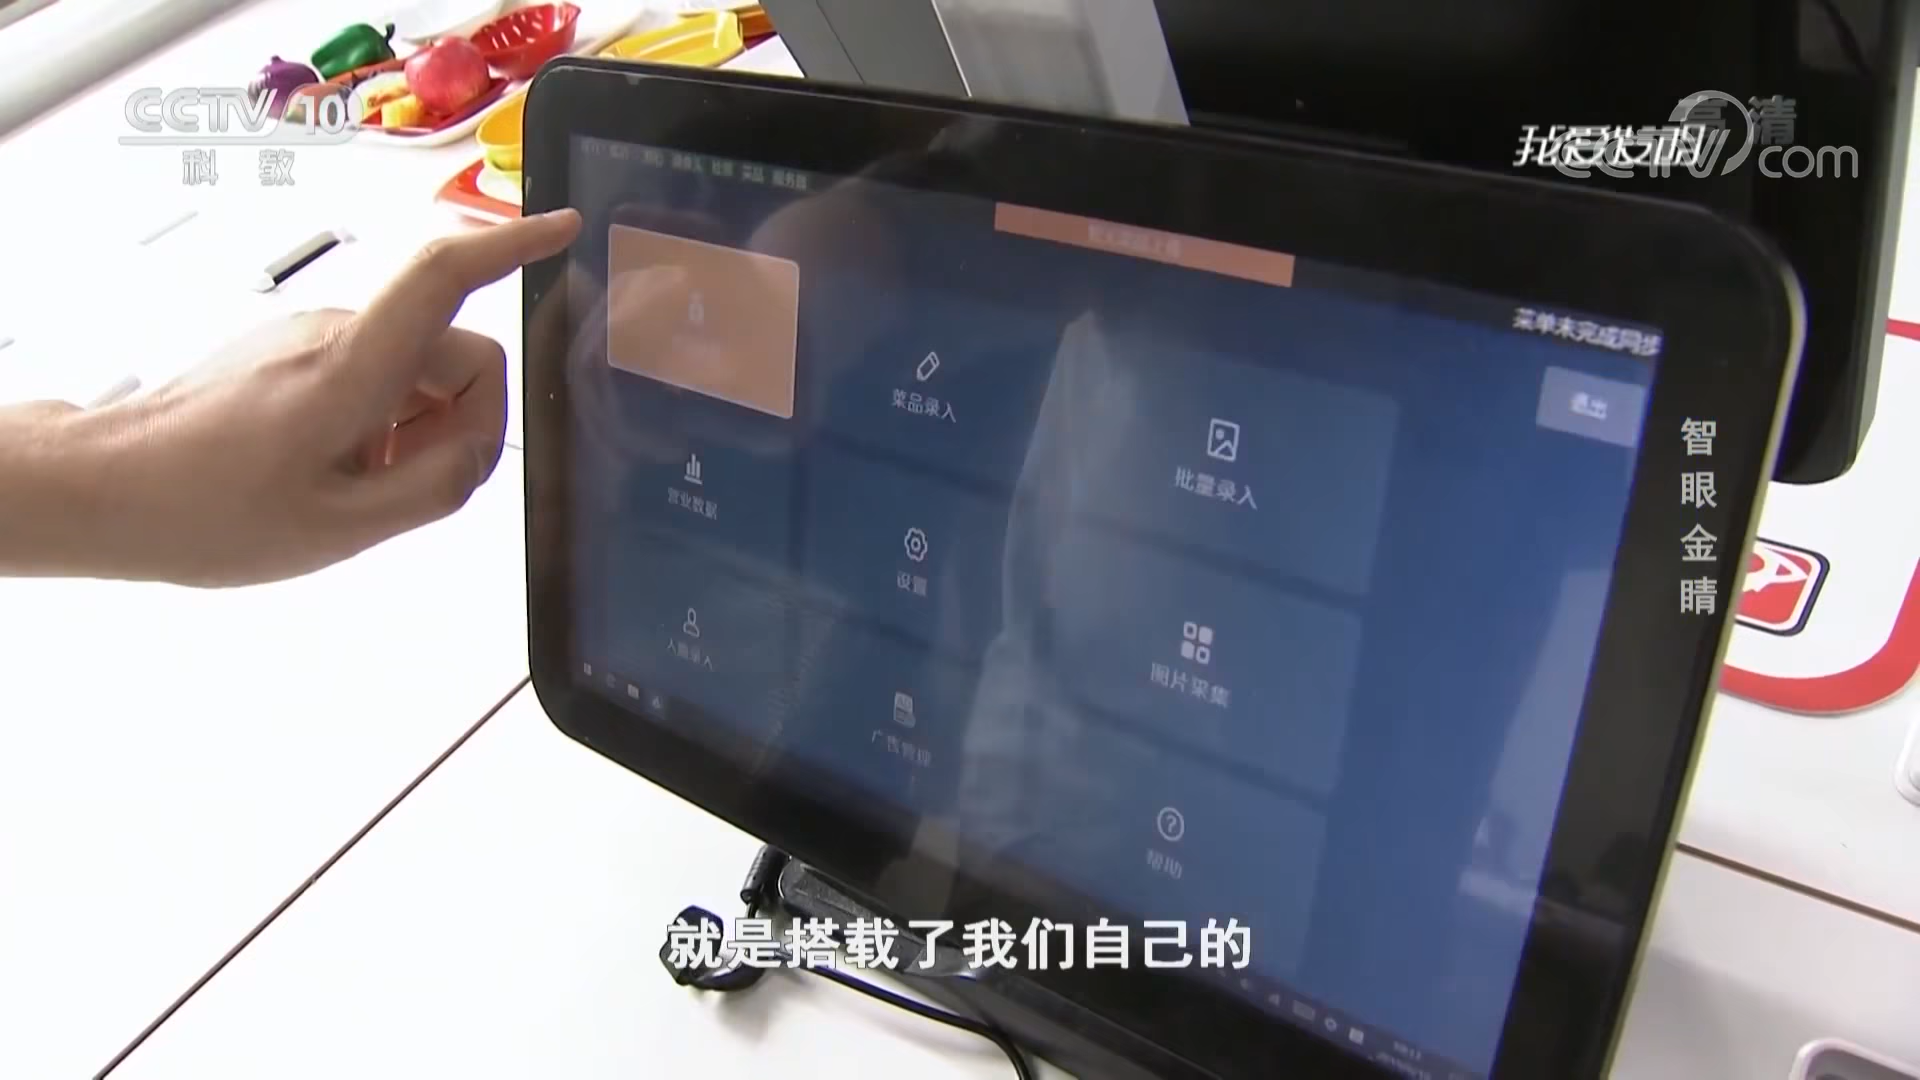 CCTV 10
科教
我爱发明
高清
CCTV.com
菜单未完成同步
退出
菜品录入
批量录入
营业数据
设置
图片采集
人脸录入
广告管理
帮助
智眼金睛
就是搭载了我们自己的